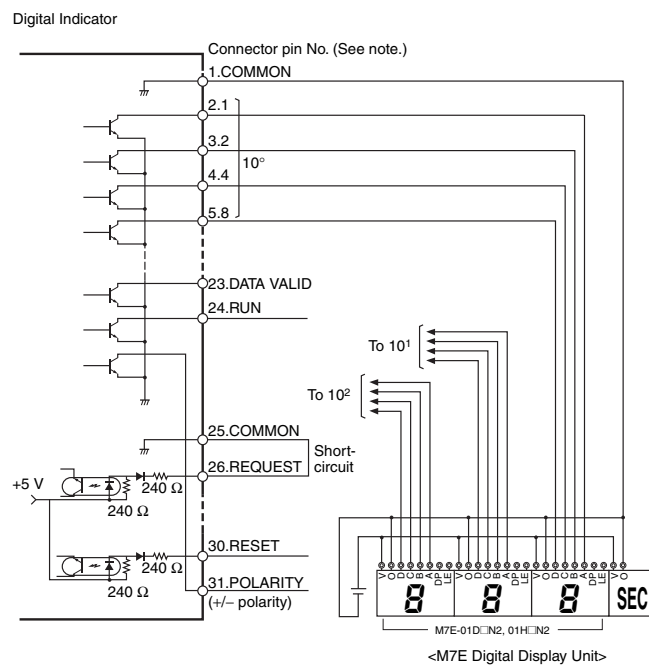 Digital Indicator
Connector pin No. (See note.)
1.COMMON
2.1
3.2
10°
4.4
5.8
23.DATA VALID
24.RUN
To 10¹
To 10²
25.COMMON
Short-
circuit
26.REQUEST
+5 V
240 Ω
240 Ω
30.RESET
240 Ω
31.POLARITY
240 Ω
(+/− polarity)
V O D C B A DP LE V O D C B A DP LE V O D C B A DP LE V O
8 8 8 SEC
M7E-01D□N2, 01H□N2
<M7E Digital Display Unit>